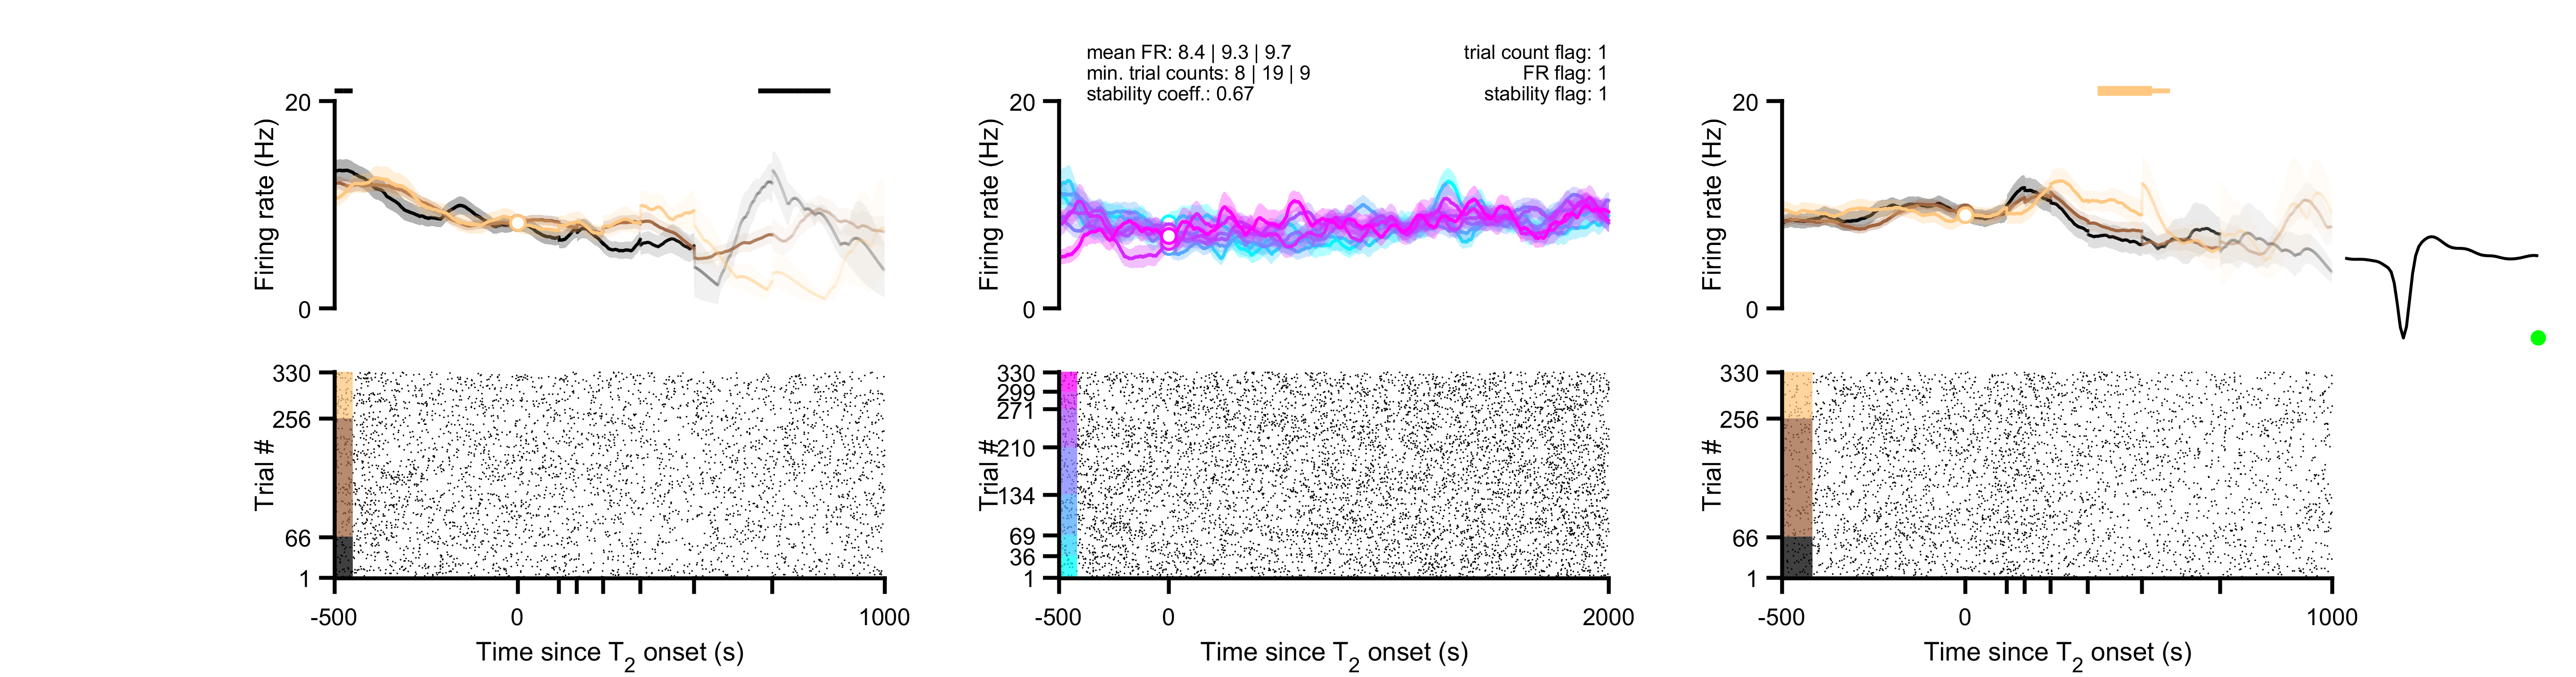 mean FR: 8.4 | 9.3 | 9.7
min. trial counts: 8 | 19 | 9
stability coeff.: 0.67
trial count flag: 1
FR flag: 1
stability flag: 1
20
Firing rate (Hz)
0
20
Firing rate (Hz)
0
20
Firing rate (Hz)
0
330
256
Trial #
66
1
-500
0
1000
Time since T2 onset (s)
330
299
271
210
Trial #
134
69
36
1
-500
0
2000
Time since T2 onset (s)
330
256
Trial #
66
1
-500
0
1000
Time since T2 onset (s)